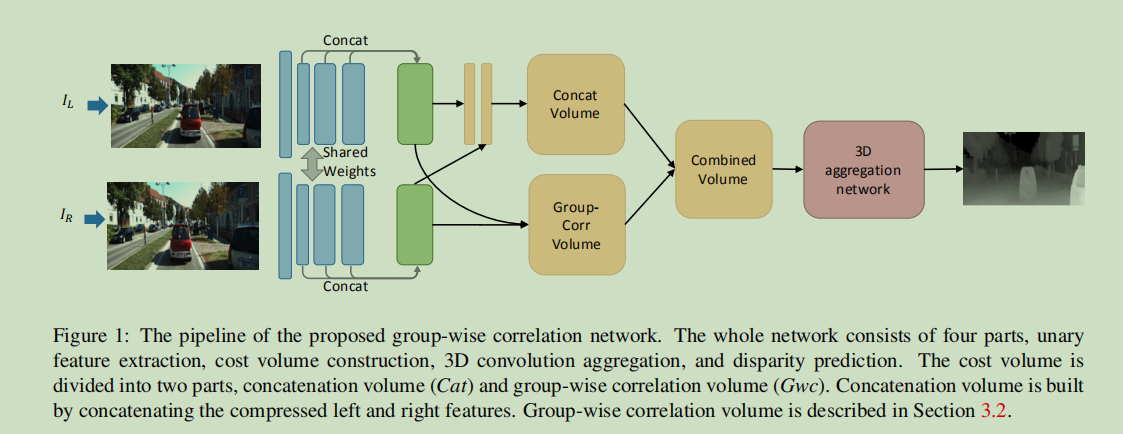 Concat
I_L
Concat
Volume
Shared
Weights
Combined
Volume
3D
aggregation
network
I_R
Group-
Corr
Volume
Concat
Figure 1: The pipeline of the proposed group-wise correlation network. The whole network consists of four parts, unary
feature extraction, cost volume construction, 3D convolution aggregation, and disparity prediction. The cost volume is
divided into two parts, concatenation volume (Cat) and group-wise correlation volume (Gwc). Concatenation volume is built
by concatenating the compressed left and right features. Group-wise correlation volume is described in Section 3.2.